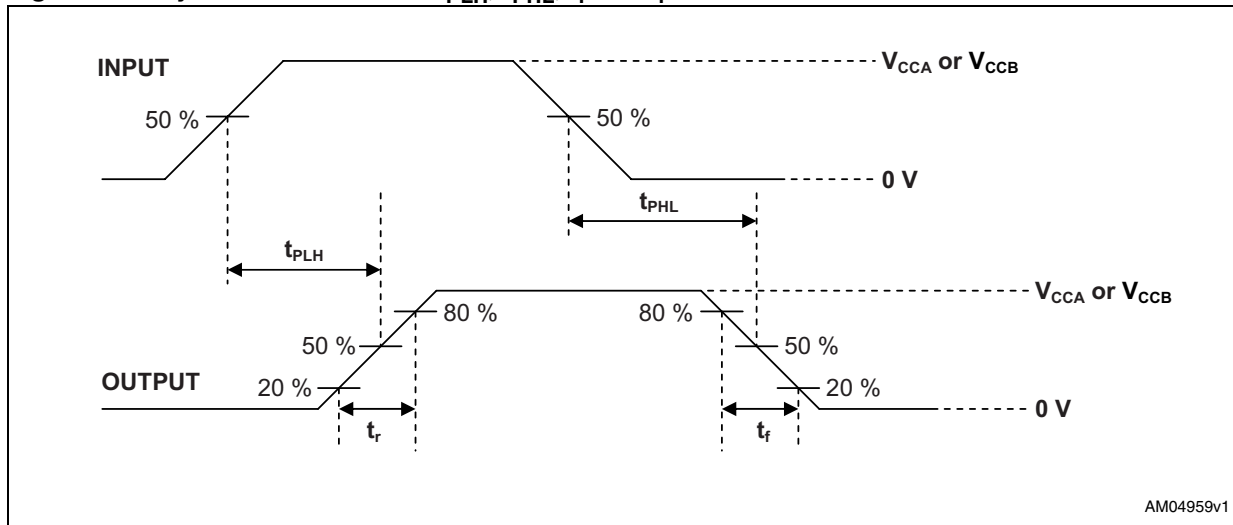 INPUT
V_CCA or V_CCB
50 %
50 %
0 V
t_PHL
t_PLH
V_CCA or V_CCB
80 %
80 %
50 %
50 %
OUTPUT
20 %
20 %
0 V
t_r
t_f
AM04959v1